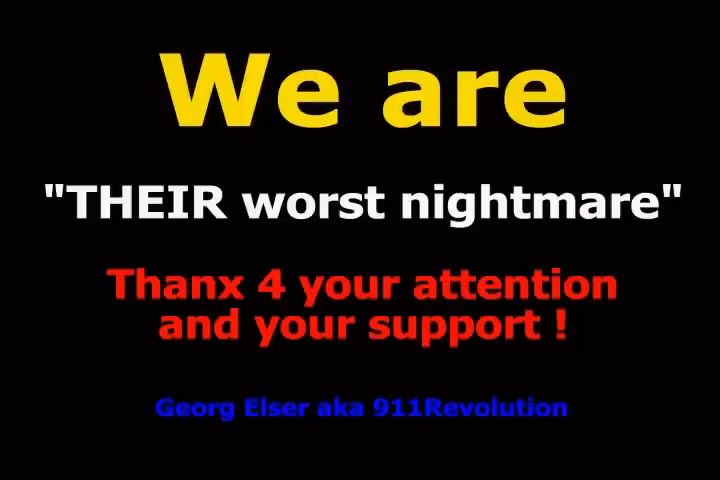 We are
"THEIR worst nightmare"
Thanx 4 your attention
and your support !
Georg Elser aka 911Revolution